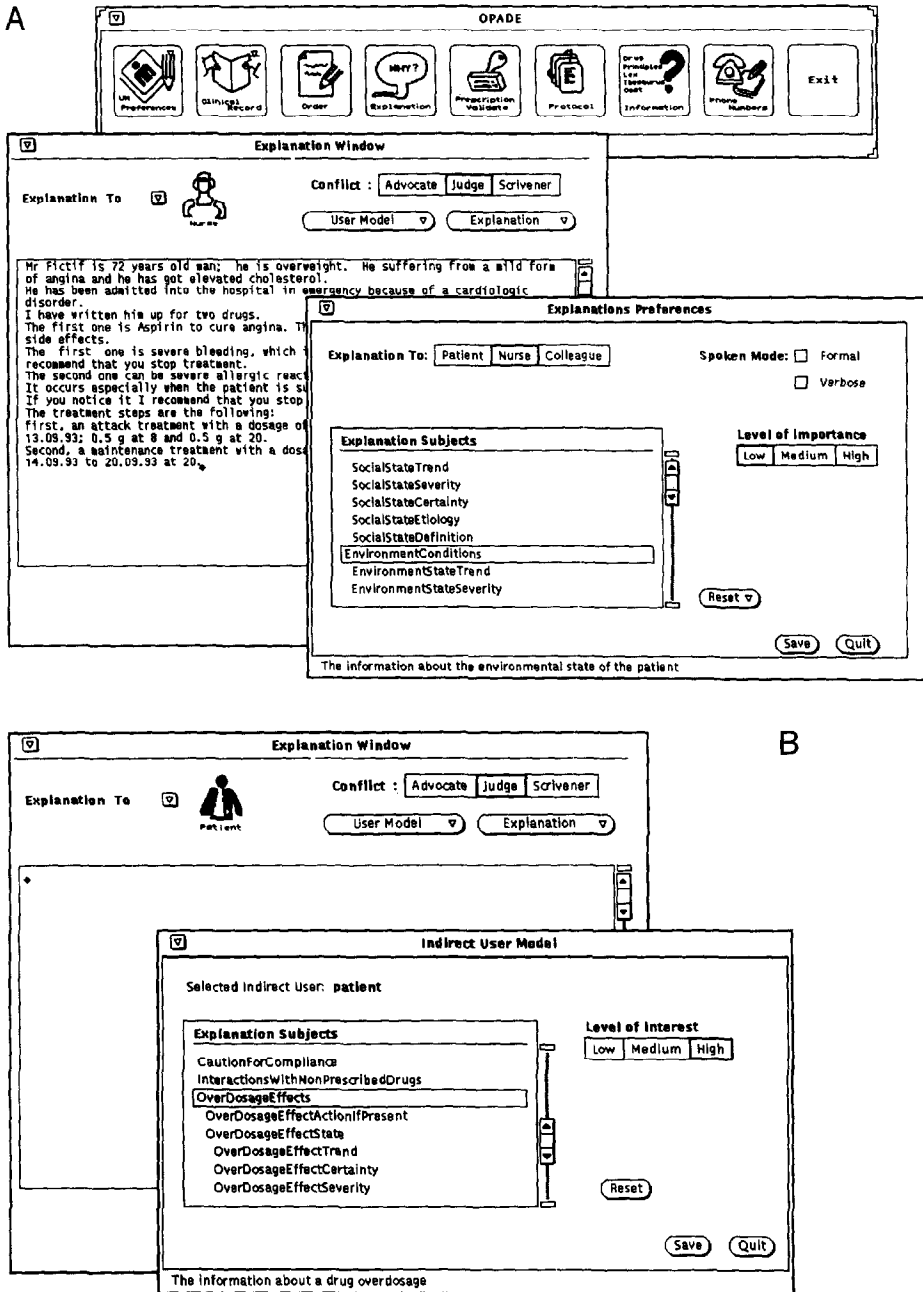 A
OPADE
UM Preferences
Clinical Record
Order
WHY?
Explanation
Prescription Validate
E
Protocol
Drug
Principles
Lex
Thesaurus
Cost
?
Information
Phone Numbers
Exit
Explanation Window
Explanation To
Nurse
Conflict : Advocate Judge Scrivener
User Model Explanation
Mr Fictif is 72 years old man; he is overweight. He suffering from a mild form
of angina and he has got elevated cholesterol.
He has been admitted into the hospital in emergency because of a cardiologic
disorder.
I have written him up for two drugs.
The first one is Aspirin to cure angina. Th
side effects.
The first one is severe bleeding, which i
recommend that you stop treatment.
The second one can be severe allergic react
It occurs especially when the patient is su
If you notice it I recommend that you stop
The treatment steps are the following:
first, an attack treatment with a dosage of
13.09.93; 0.5 g at 8 and 0.5 g at 20.
Second, a maintenance treatment with a dosa
14.09.93 to 20.09.93 at 20.
Explanations Preferences
Explanation To: Patient Nurse Colleague
Spoken Mode: Formal
Verbose
Explanation Subjects
SocialStateTrend
SocialStateSeverity
SocialStateCertainty
SocialStateEtiology
SocialStateDefinition
EnvironmentConditions
EnvironmentStateTrend
EnvironmentStateSeverity
Level of Importance
Low Medium High
Reset
Save Quit
The information about the environmental state of the patient
B
Explanation Window
Explanation To
Patient
Conflict : Advocate Judge Scrivener
User Model Explanation
Indirect User Model
Selected Indirect User: patient
Explanation Subjects
CautionForCompliance
InteractionsWithNonPrescribedDrugs
OverDosageEffects
OverDosageEffectActionIfPresent
OverDosageEffectState
OverDosageEffectTrend
OverDosageEffectCertainty
OverDosageEffectSeverity
Level of Interest
Low Medium High
Reset
Save Quit
The information about a drug overdosage